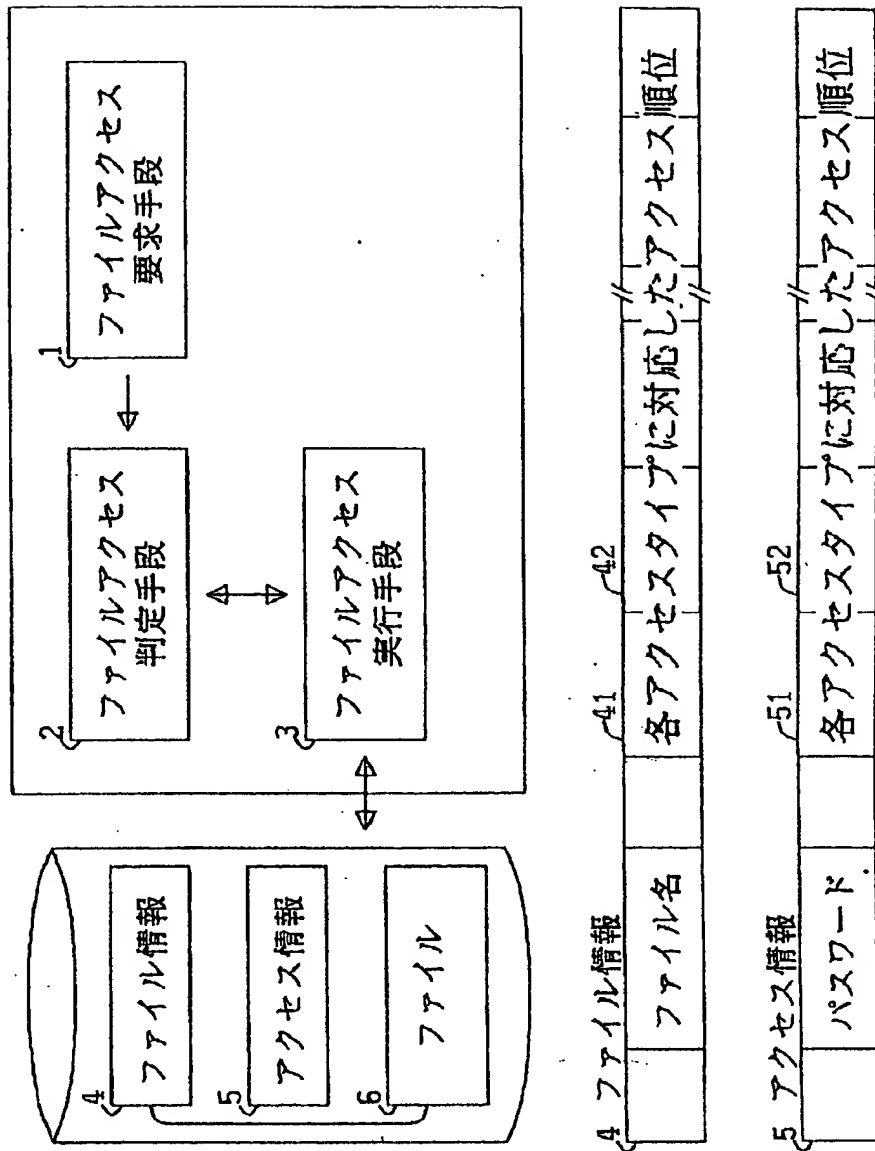 4
ファイル情報
5
アクセス情報
6
ファイル
2
ファイルアクセス
判定手段
1
ファイルアクセス
要求手段
3
ファイルアクセス
実行手段
4 ファイル情報
41
42
ファイル名
各アクセスタイプに対応したアクセス順位
5 アクセス情報
51
52
パスワード
各アクセスタイプに対応したアクセス順位